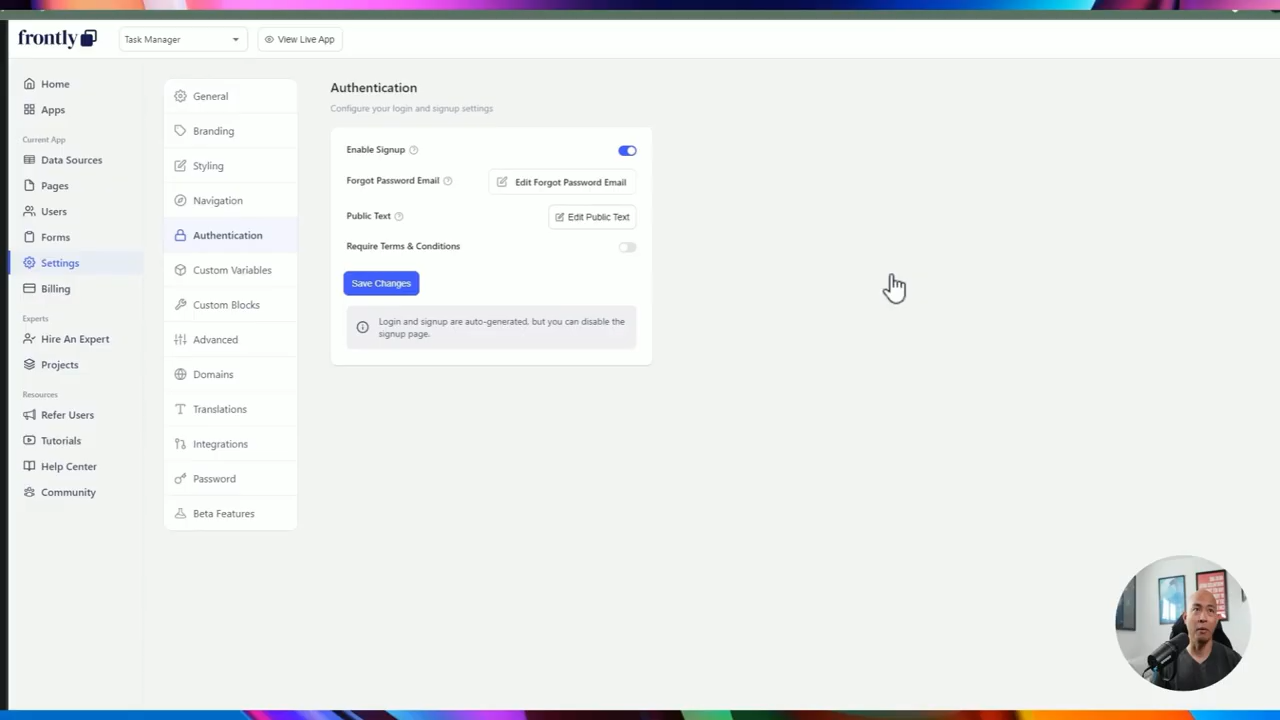 frontly
Task Manager
View Live App
Home
Apps
Current App
Data Sources
Pages
Users
Forms
Settings
Billing
Experts
Hire An Expert
Projects
Resources
Refer Users
Tutorials
Help Center
Community
General
Branding
Styling
Navigation
Authentication
Custom Variables
Custom Blocks
Advanced
Domains
Translations
Integrations
Password
Beta Features
Authentication
Configure your login and signup settings
Enable Signup
Forgot Password Email
Edit Forgot Password Email
Public Text
Edit Public Text
Require Terms & Conditions
Save Changes
Login and signup are auto-generated, but you can disable the
signup page.